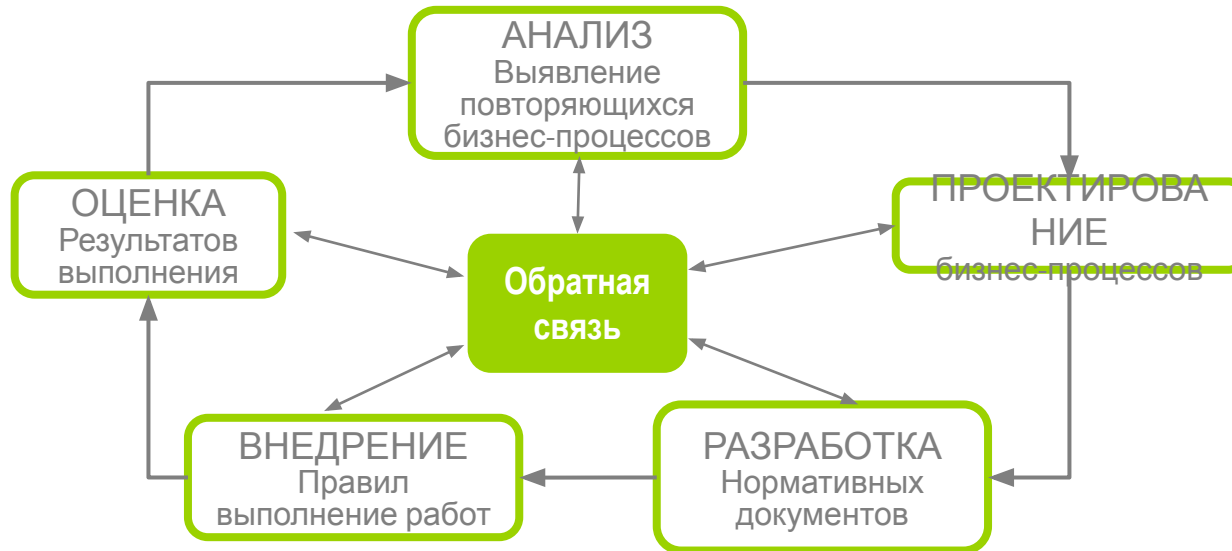 АНАЛИЗ
Выявление
повторяющихся
бизнес-процессов
ОЦЕНКА
Результатов
выполнения
ПРОЕКТИРОВА
НИЕ
бизнес-процессов
Обратная
связь
ВНЕДРЕНИЕ
Правил
выполнение работ
РАЗРАБОТКА
Нормативных
документов